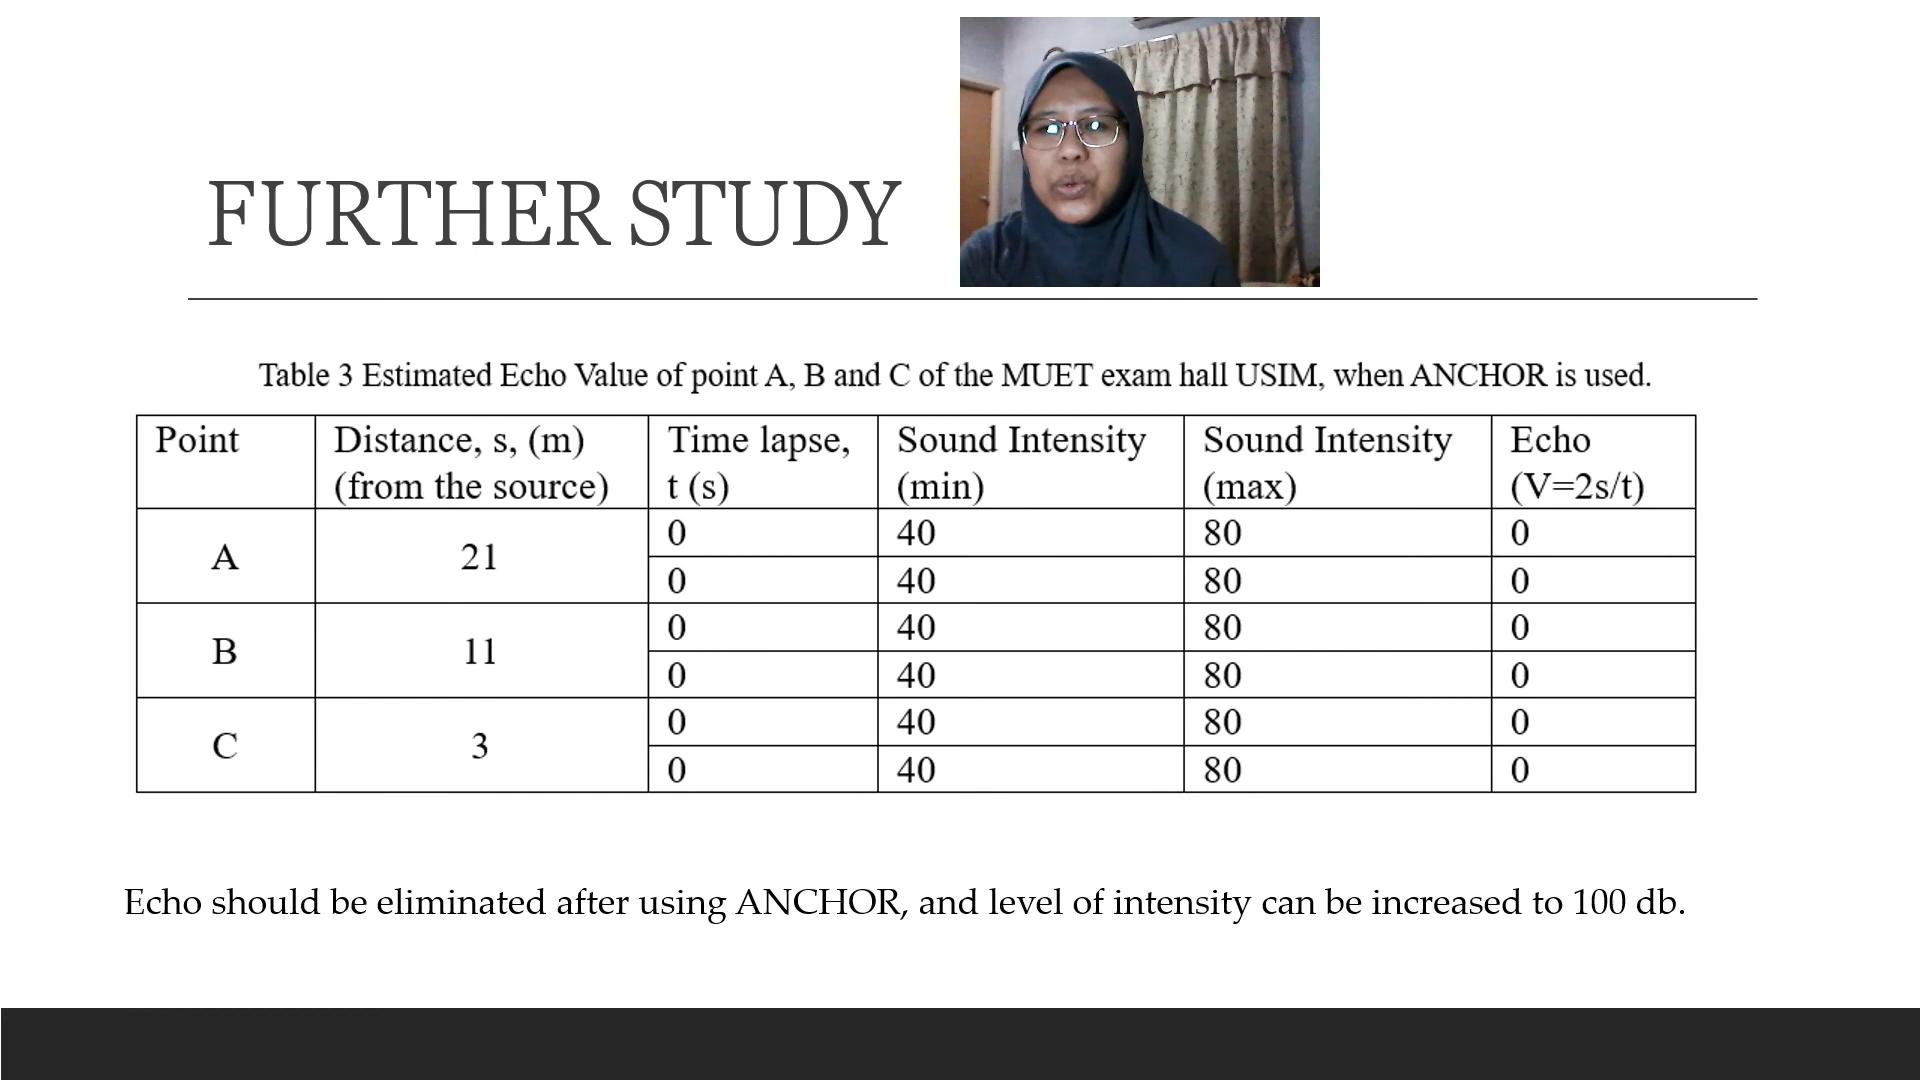 FURTHER STUDY
Table 3 Estimated Echo Value of point A, B and C of the MUET exam hall USIM, when ANCHOR is used.
Point Distance, s, (m) (from the source) Time lapse, t (s) Sound Intensity (min) Sound Intensity (max) Echo (V=2s/t)
A 21 0 40 80 0
0 40 80 0
B 11 0 40 80 0
0 40 80 0
C 3 0 40 80 0
0 40 80 0
Echo should be eliminated after using ANCHOR, and level of intensity can be increased to 100 db.